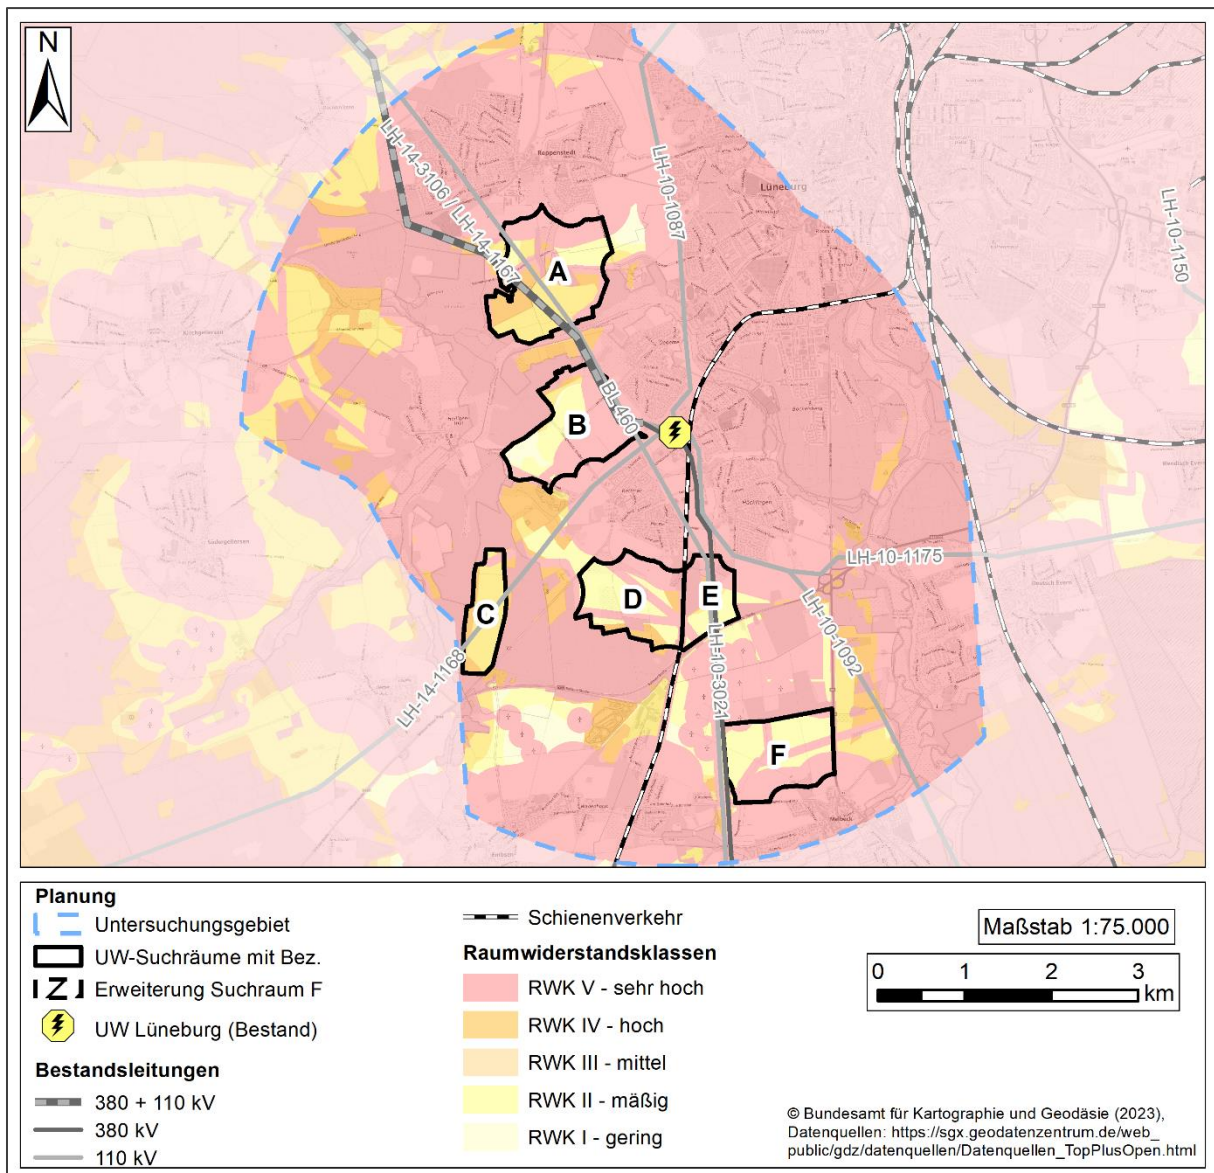 N
Lüneburg
Reppenstedt
LH-14-3106 / LH-14-1167
LH-10-1087
LH-10-1150
A
B
BL 460
C
D
E
F
LH-10-1175
LH-10-1092
LH-10-3021
LH-14-1168
Planung
Untersuchungsgebiet
UW-Suchräume mit Bez.
Z Erweiterung Suchraum F
UW Lüneburg (Bestand)
Bestandsleitungen
380 + 110 kV
380 kV
110 kV
Schienenverkehr
Raumwiderstandsklassen
RWK V - sehr hoch
RWK IV - hoch
RWK III - mittel
RWK II - mäßig
RWK I - gering
Maßstab 1:75.000
0 1 2 3
km
© Bundesamt für Kartographie und Geodäsie (2023),
Datenquellen: https://sgx.geodatenzentrum.de/web_
public/gdz/datenquellen/Datenquellen_TopPlusOpen.html